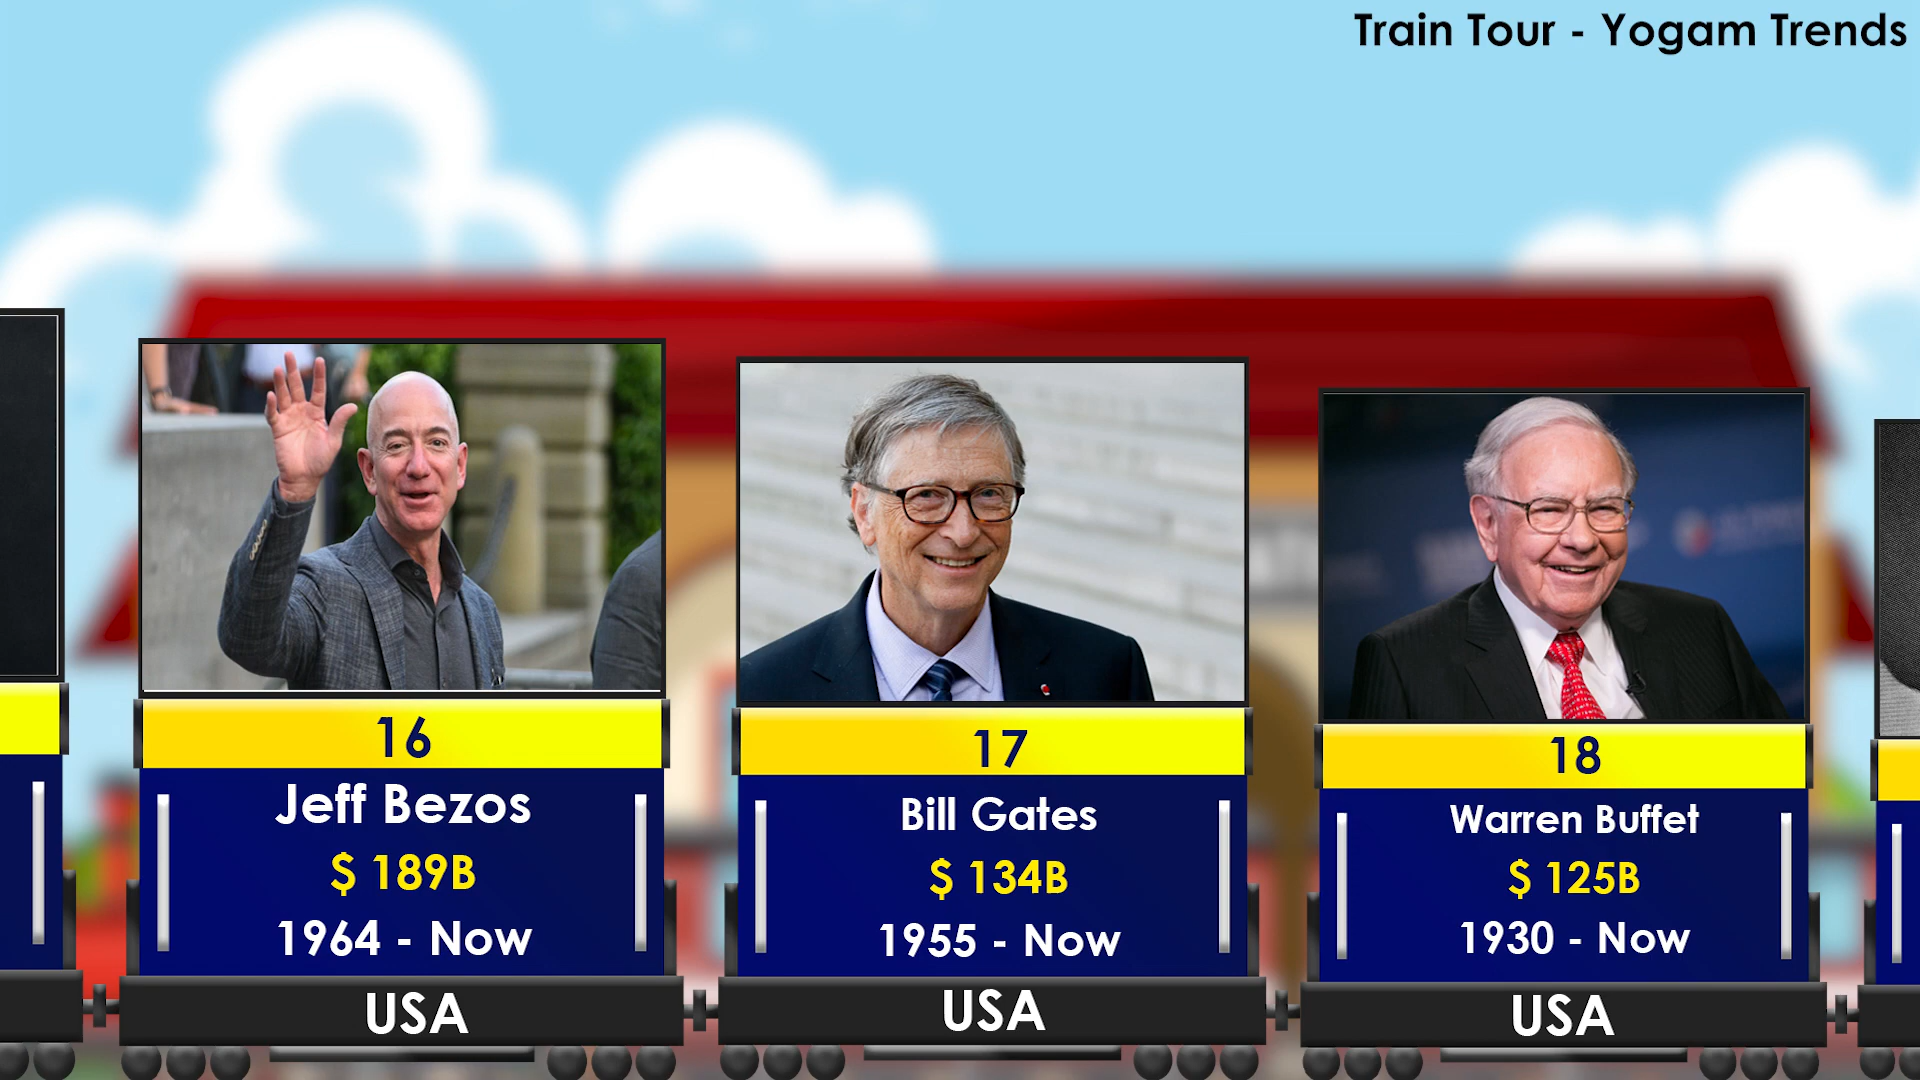 Train Tour - Yogam Trends
16
Jeff Bezos
$ 189B
1964 - Now
USA
17
Bill Gates
$ 134B
1955 - Now
USA
18
Warren Buffet
$ 125B
1930 - Now
USA